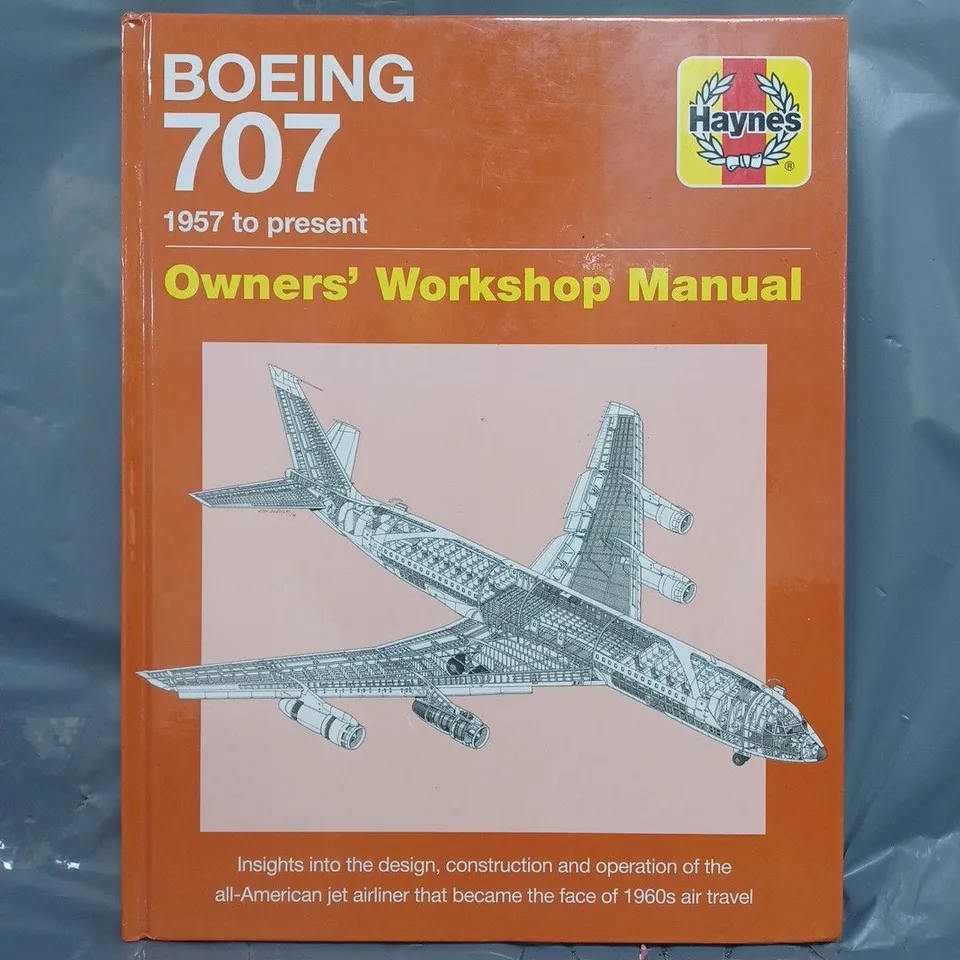 BOEING
707
1957 to present
Haynes
®
Owners' Workshop Manual
Insights into the design, construction and operation of the
all-American jet airliner that became the face of 1960s air travel